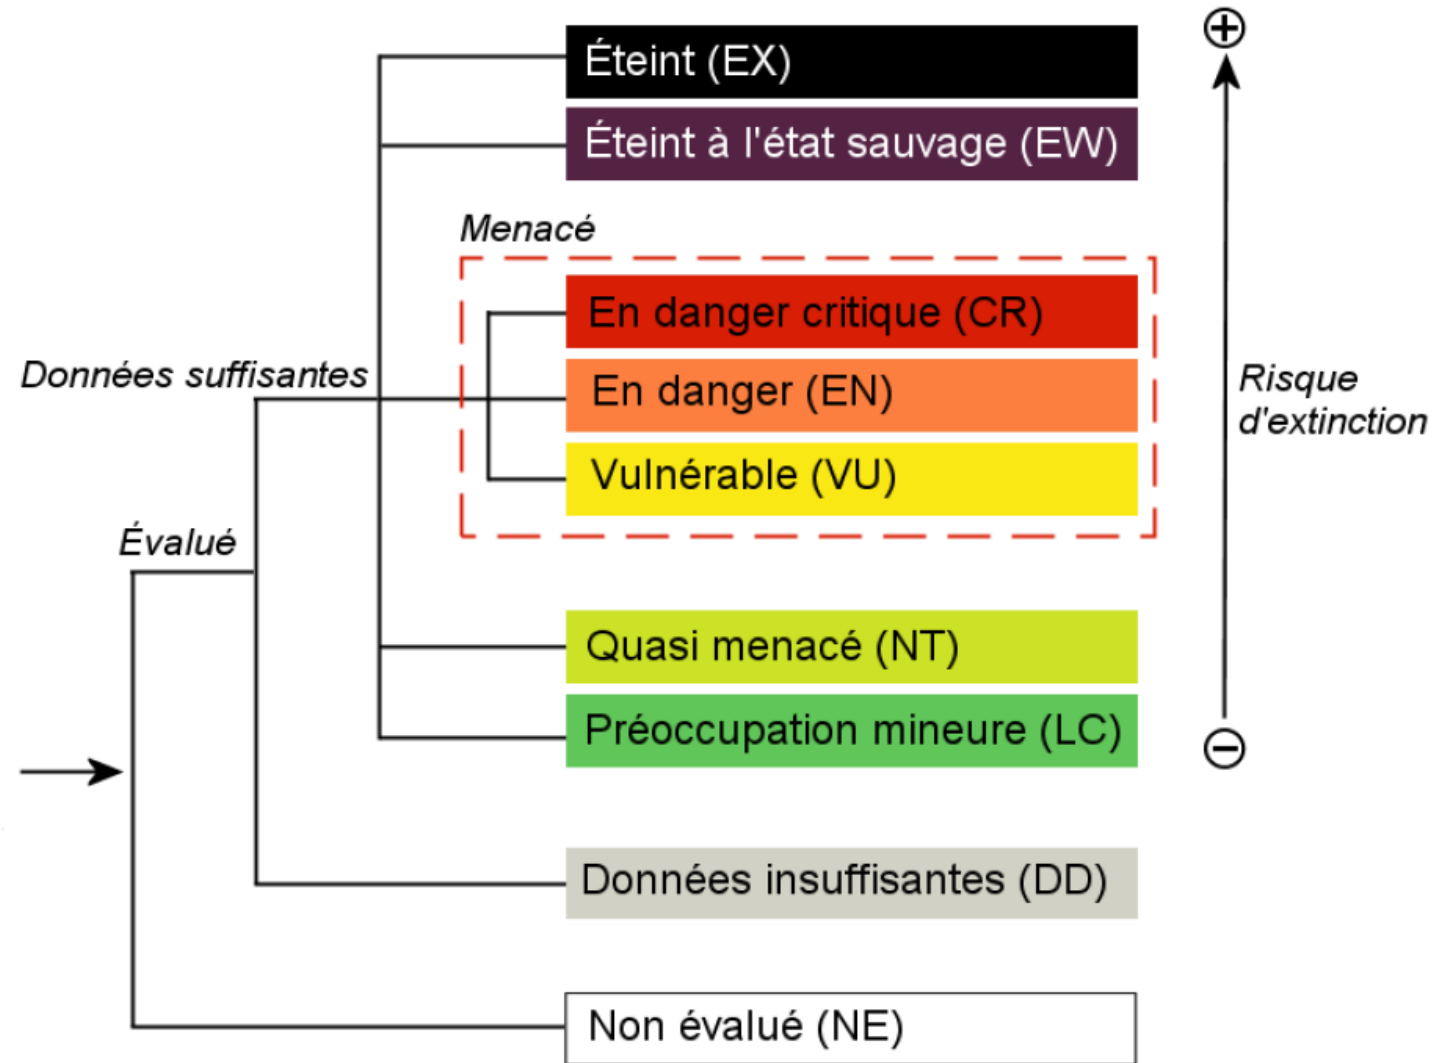 Éteint (EX)
Éteint à l'état sauvage (EW)
Menacé
En danger critique (CR)
Données suffisantes
En danger (EN)
Risque
d'extinction
Vulnérable (VU)
Évalué
Quasi menacé (NT)
Préoccupation mineure (LC)
Données insuffisantes (DD)
Non évalué (NE)